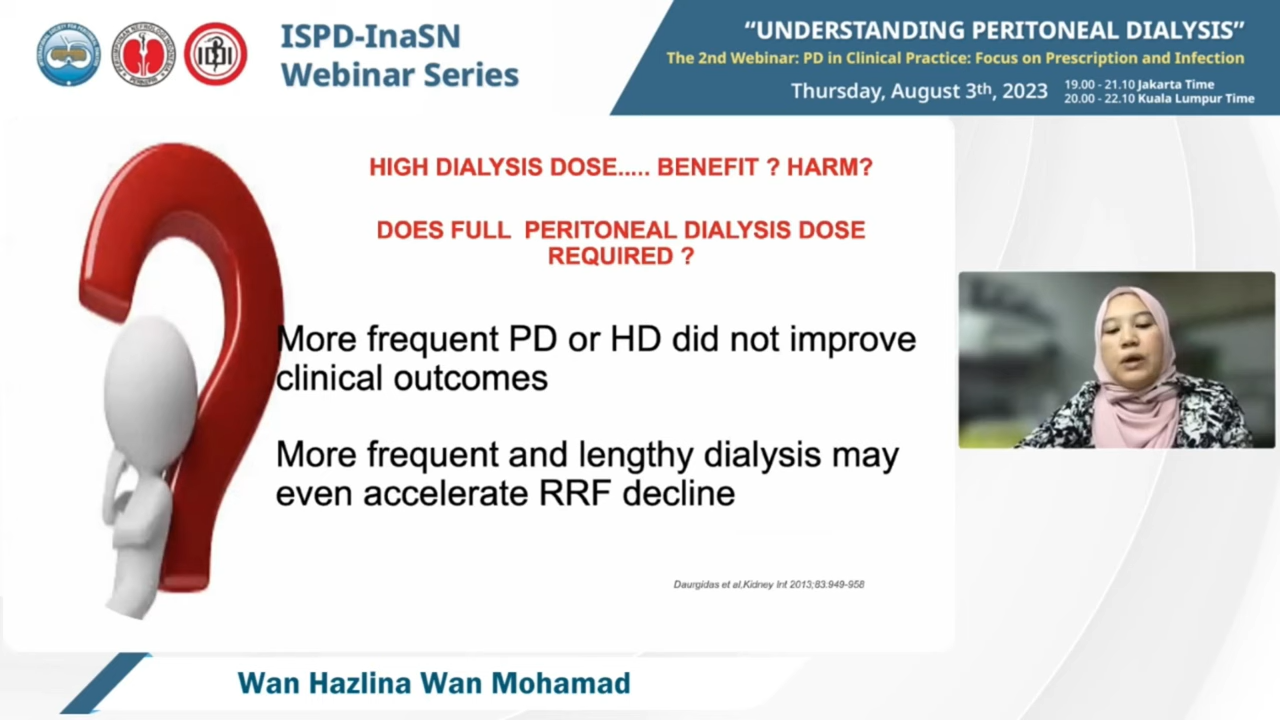 ISPD-InaSN
Webinar Series
“UNDERSTANDING PERITONEAL DIALYSIS”
The 2nd Webinar: PD in Clinical Practice: Focus on Prescription and Infection
Thursday, August 3th, 2023
19.00 - 21.10 Jakarta Time
20.00 - 22.10 Kuala Lumpur Time
HIGH DIALYSIS DOSE..... BENEFIT ? HARM?
DOES FULL PERITONEAL DIALYSIS DOSE
REQUIRED ?
More frequent PD or HD did not improve
clinical outcomes
More frequent and lengthy dialysis may
even accelerate RRF decline
Daurgidas et al,Kidney Int 2013;83:949-958
Wan Hazlina Wan Mohamad